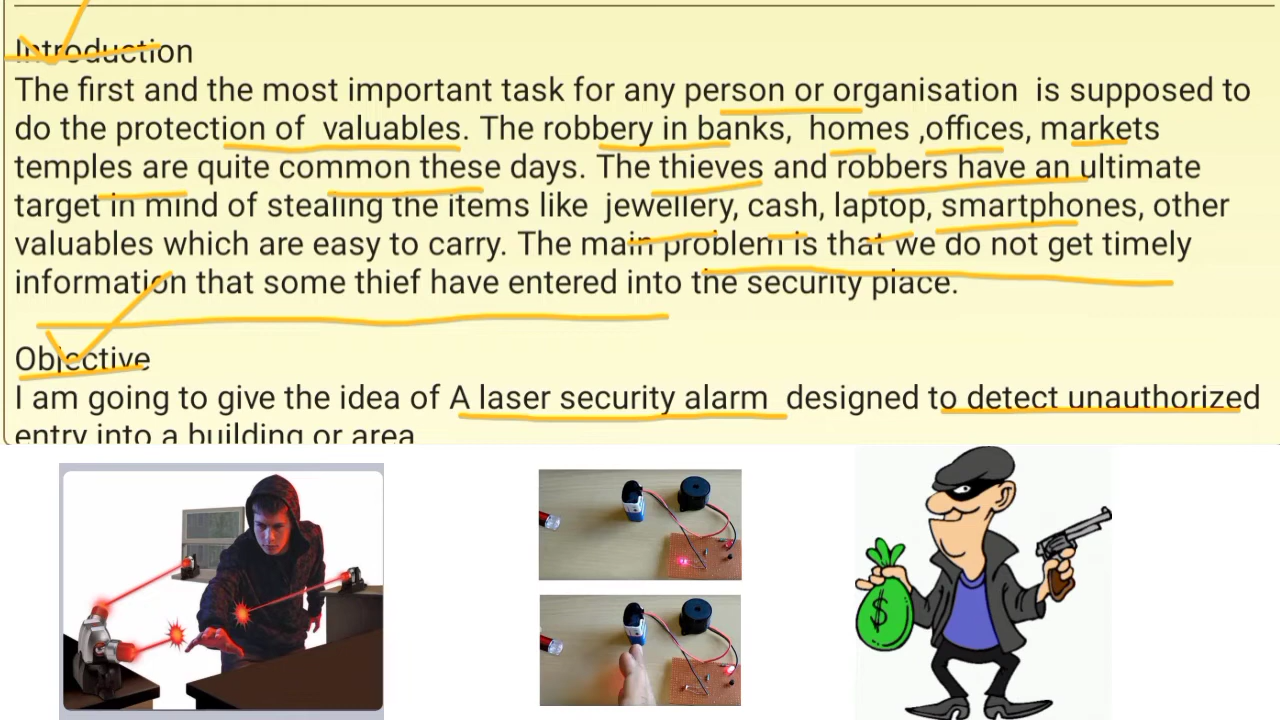 Introduction
The first and the most important task for any person or organisation is supposed to
do the protection of valuables. The robbery in banks, homes ,offices, markets
temples are quite common these days. The thieves and robbers have an ultimate
target in mind of stealing the items like jewellery, cash, laptop, smartphones, other
valuables which are easy to carry. The main problem is that we do not get timely
information that some thief have entered into the security place.
Objective
I am going to give the idea of A laser security alarm designed to detect unauthorized
entry into a building or area
$